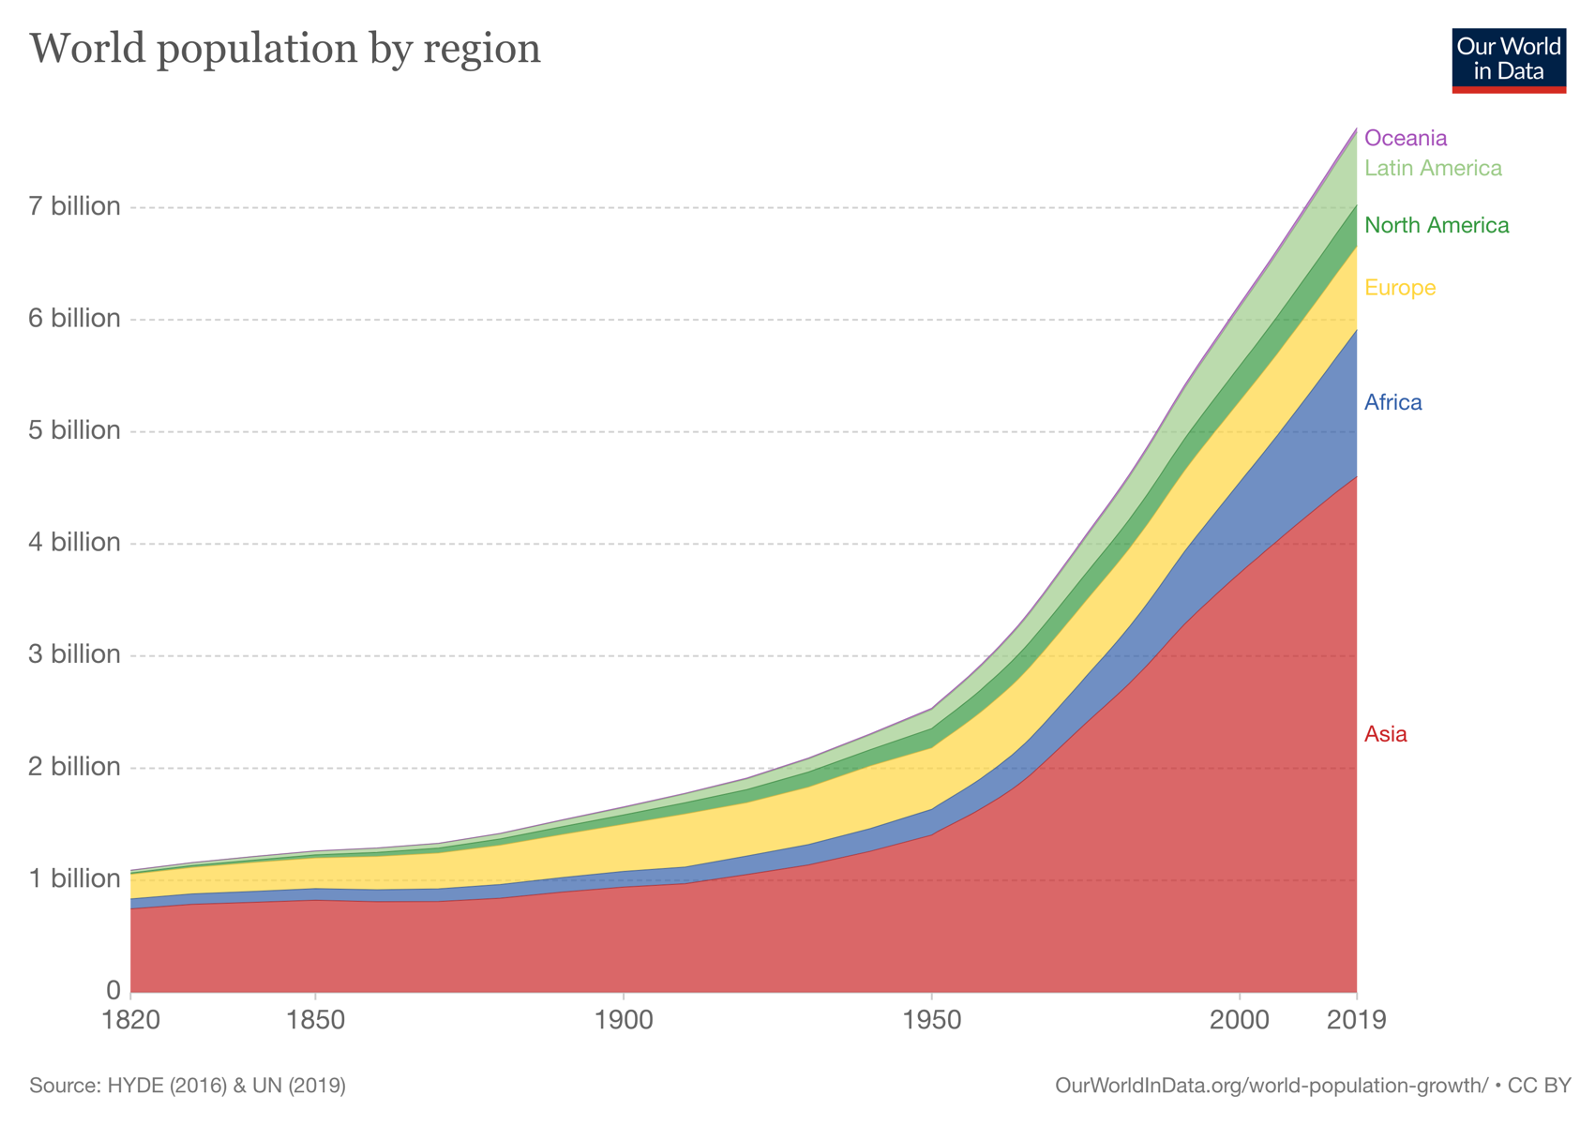 World population by region
Our World
in Data
Oceania
Latin America
7 billion
North America
Europe
6 billion
Africa
5 billion
4 billion
3 billion
Asia
2 billion
1 billion
0
1820 1850 1900 1950 2000 2019
Source: HYDE (2016) & UN (2019)
OurWorldInData.org/world-population-growth/ • CC BY